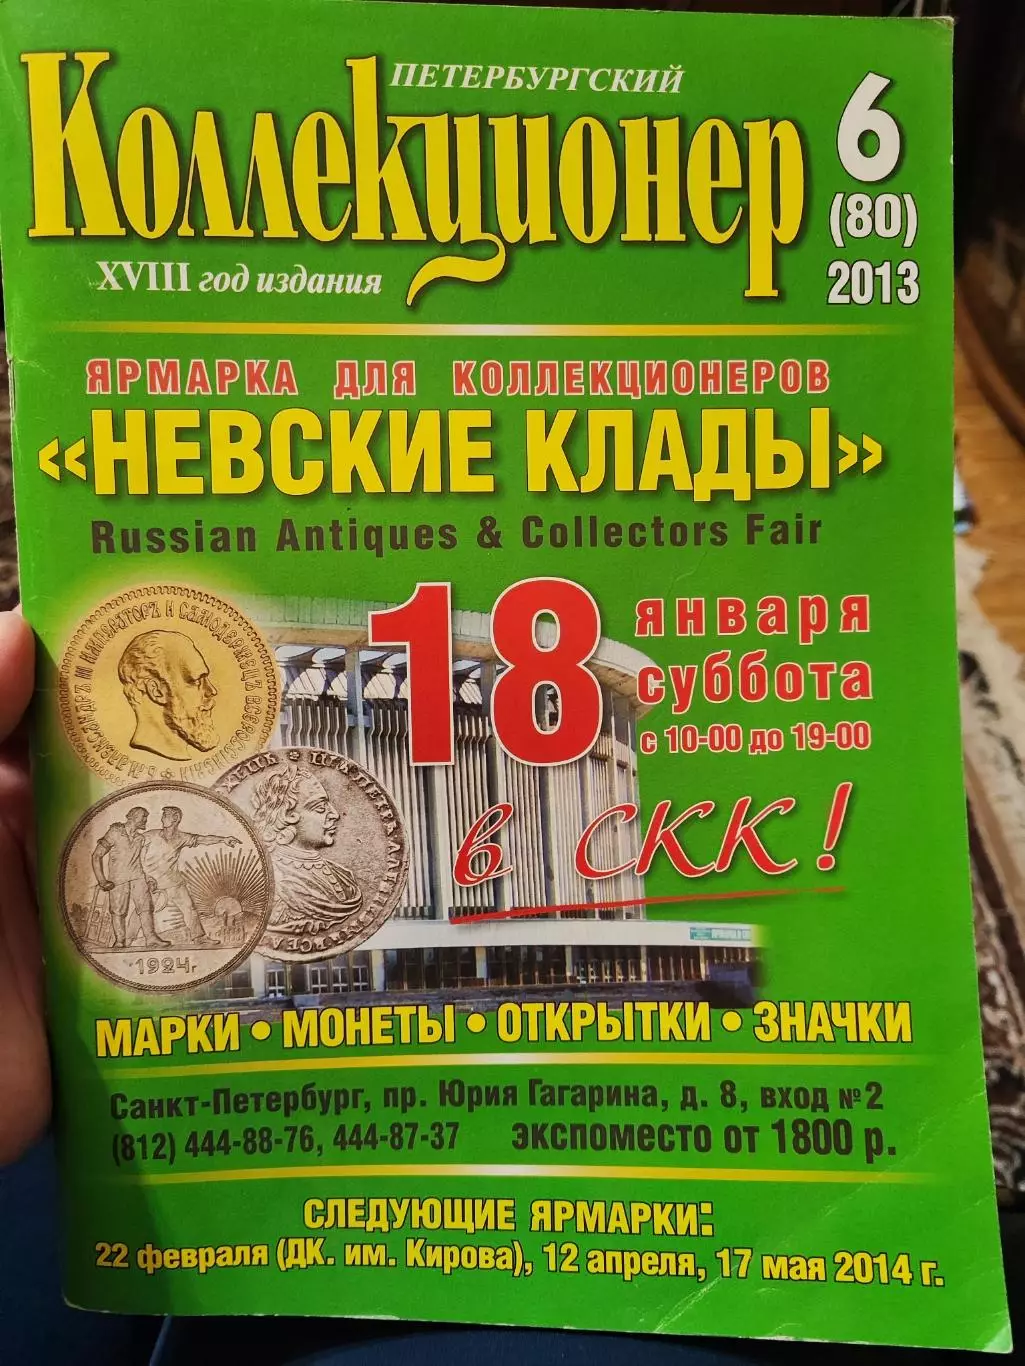 ПЕТЕРБУРГСКИЙ
Коллекционер
6
(80)
2013
XVIII год издания
ЯРМАРКА ДЛЯ КОЛЛЕКЦИОНЕРОВ
«НЕВСКИЕ КЛАДЫ»
Russian Antiques & Collectors Fair
18
января
суббота
с 10-00 до 19-00
в СКК!
1924г.
МАРКИ • МОНЕТЫ • ОТКРЫТКИ • ЗНАЧКИ
Санкт-Петербург, пр. Юрия Гагарина, д. 8, вход №2
(812) 444-88-76, 444-87-37 экспоместо от 1800 р.
СЛЕДУЮЩИЕ ЯРМАРКИ:
22 февраля (ДК. им. Кирова), 12 апреля, 17 мая 2014 г.